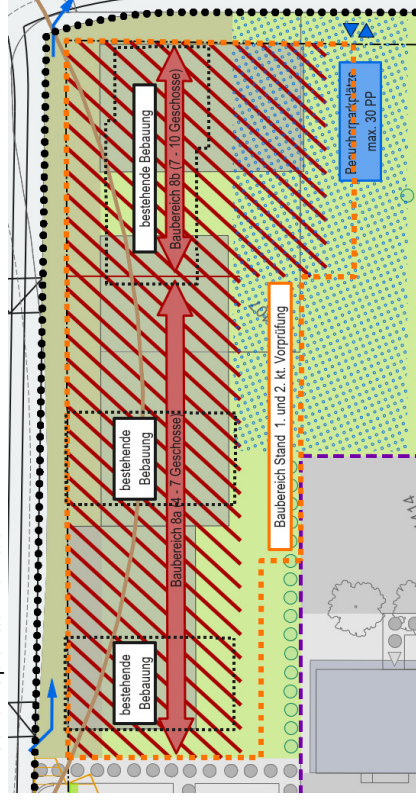 bestehende Bebauung
Baubereich 8b (7 - 10 Geschosse)
Besucherparkplätze
max. 30 PP
bestehende
Bebauung
Baubereich 8a (4 - 7 Geschosse)
Baubereich Stand 1. und 2. kt. Vorprüfung
bestehende
Bebauung